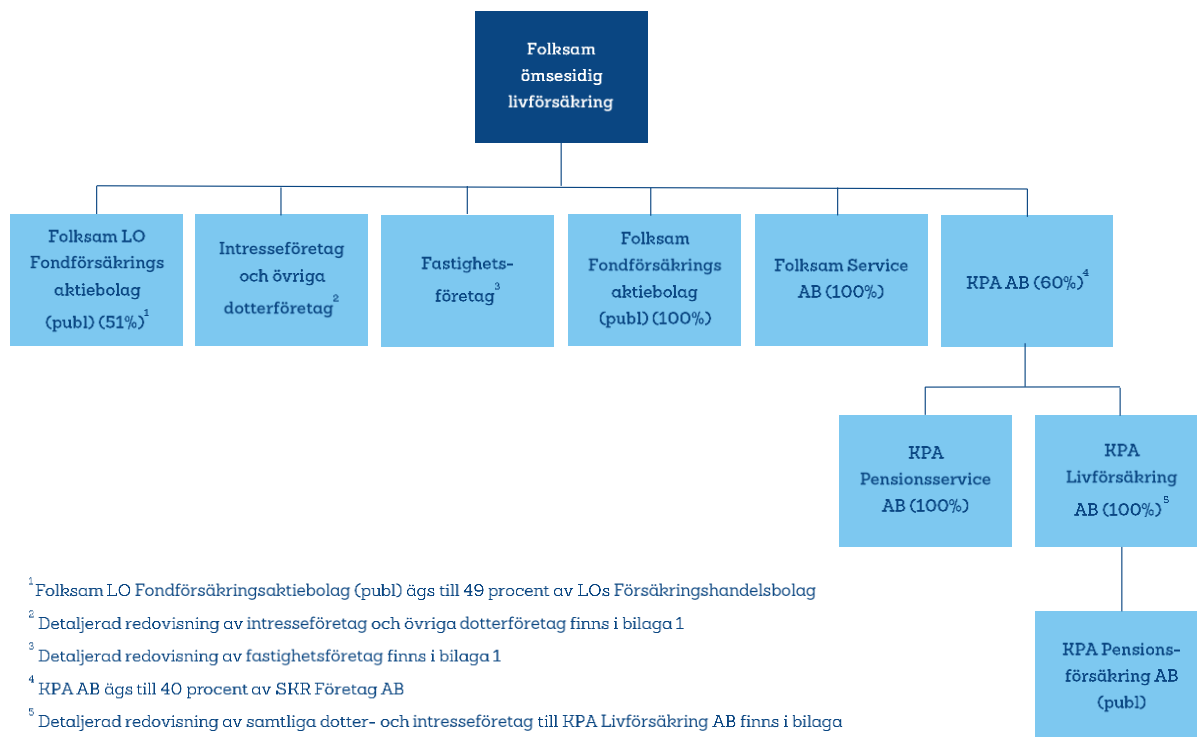 Folksam
ömsesidig
livförsäkring
Folksam LO
Fondförsäkrings
aktiebolag
(publ) (51%)¹
Intresseföretag
och övriga
dotterföretag²
Fastighets-
företag³
Folksam
Fondförsäkrings
aktiebolag
(publ) (100%)
Folksam Service
AB (100%)
KPA AB (60%)⁴
KPA
Pensionsservice
AB (100%)
KPA
Livförsäkring
AB (100%)⁵
KPA Pensions-
försäkring AB
(publ)
¹ Folksam LO Fondförsäkringsaktiebolag (publ) ägs till 49 procent av LOs Försäkringshandelsbolag
² Detaljerad redovisning av intresseföretag och övriga dotterföretag finns i bilaga 1
³ Detaljerad redovisning av fastighetsföretag finns i bilaga 1
⁴ KPA AB ägs till 40 procent av SKR Företag AB
⁵ Detaljerad redovisning av samtliga dotter- och intresseföretag till KPA Livförsäkring AB finns i bilaga